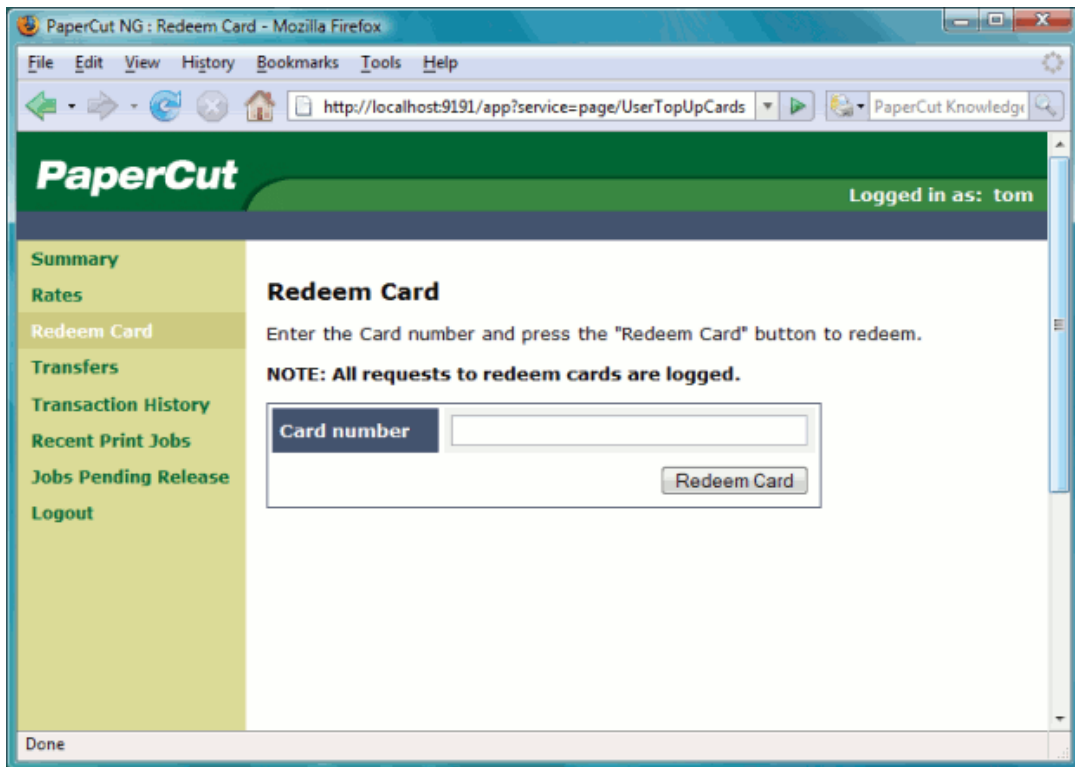 PaperCut NG : Redeem Card - Mozilla Firefox
File Edit View History Bookmarks Tools Help
http://localhost:9191/app?service=page/UserTopUpCards PaperCut Knowledge
PaperCut
Logged in as: tom
Summary
Rates
Redeem Card
Transfers
Transaction History
Recent Print Jobs
Jobs Pending Release
Logout
Redeem Card
Enter the Card number and press the "Redeem Card" button to redeem.
NOTE: All requests to redeem cards are logged.
Card number
Redeem Card
Done